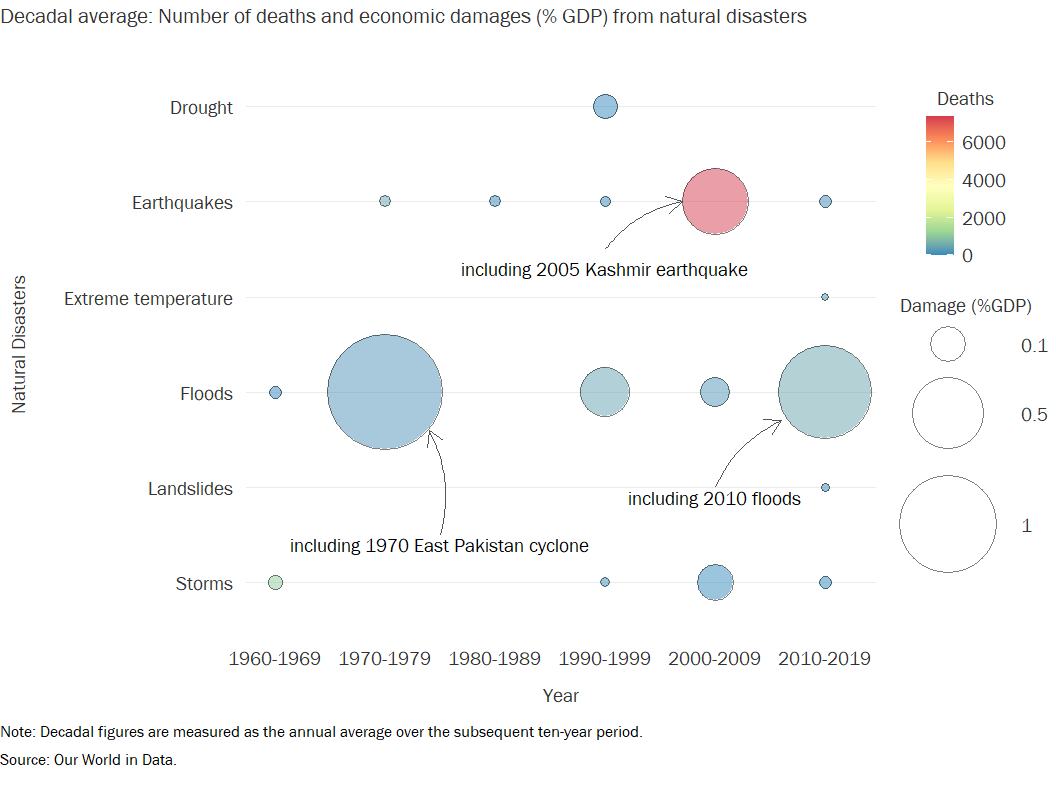 Decadal average: Number of deaths and economic damages (% GDP) from natural disasters
Deaths
6000
4000
2000
0
Damage (%GDP)
0.1
0.5
1
Natural Disasters
Drought
Earthquakes
including 2005 Kashmir earthquake
Extreme temperature
Floods
Landslides
including 2010 floods
including 1970 East Pakistan cyclone
Storms
1960-1969 1970-1979 1980-1989 1990-1999 2000-2009 2010-2019
Year
Note: Decadal figures are measured as the annual average over the subsequent ten-year period.
Source: Our World in Data.